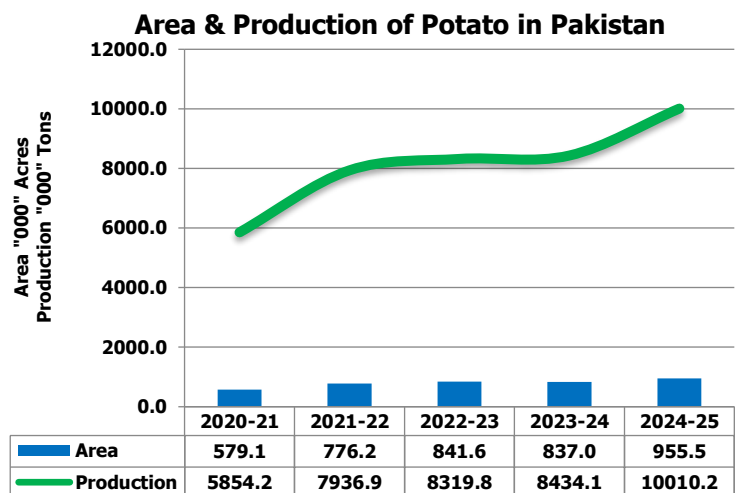 Area & Production of Potato in Pakistan
Area "000" Acres
Production "000" Tons
12000.0
10000.0
8000.0
6000.0
4000.0
2000.0
0.0
2020-21 2021-22 2022-23 2023-24 2024-25
Area 579.1 776.2 841.6 837.0 955.5
Production 5854.2 7936.9 8319.8 8434.1 10010.2